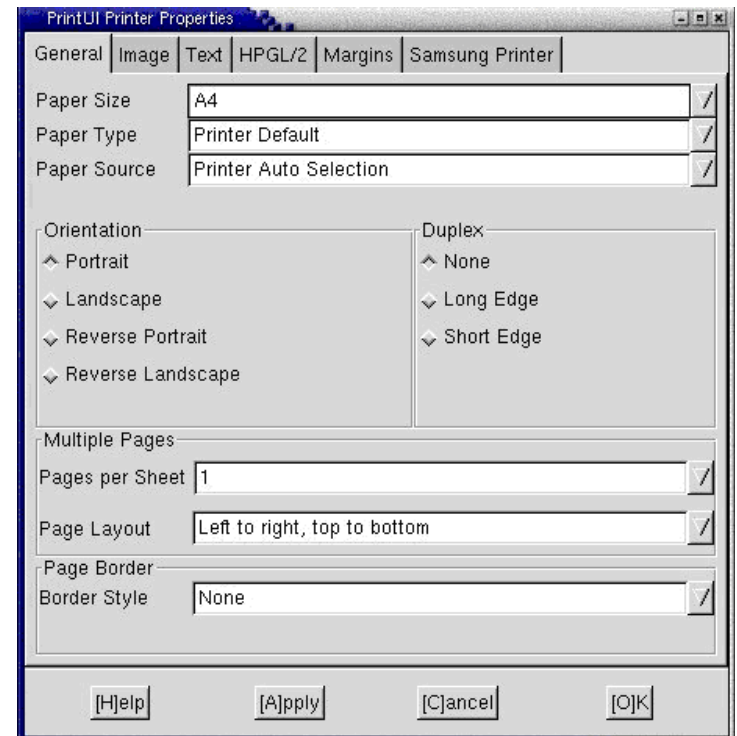 PrintUI Printer Properties
General Image Text HPGL/2 Margins Samsung Printer
Paper Size A4
Paper Type Printer Default
Paper Source Printer Auto Selection
Orientation
Portrait
Landscape
Reverse Portrait
Reverse Landscape
Duplex
None
Long Edge
Short Edge
Multiple Pages
Pages per Sheet 1
Page Layout Left to right, top to bottom
Page Border
Border Style None
[H]elp [A]pply [C]ancel [O]K